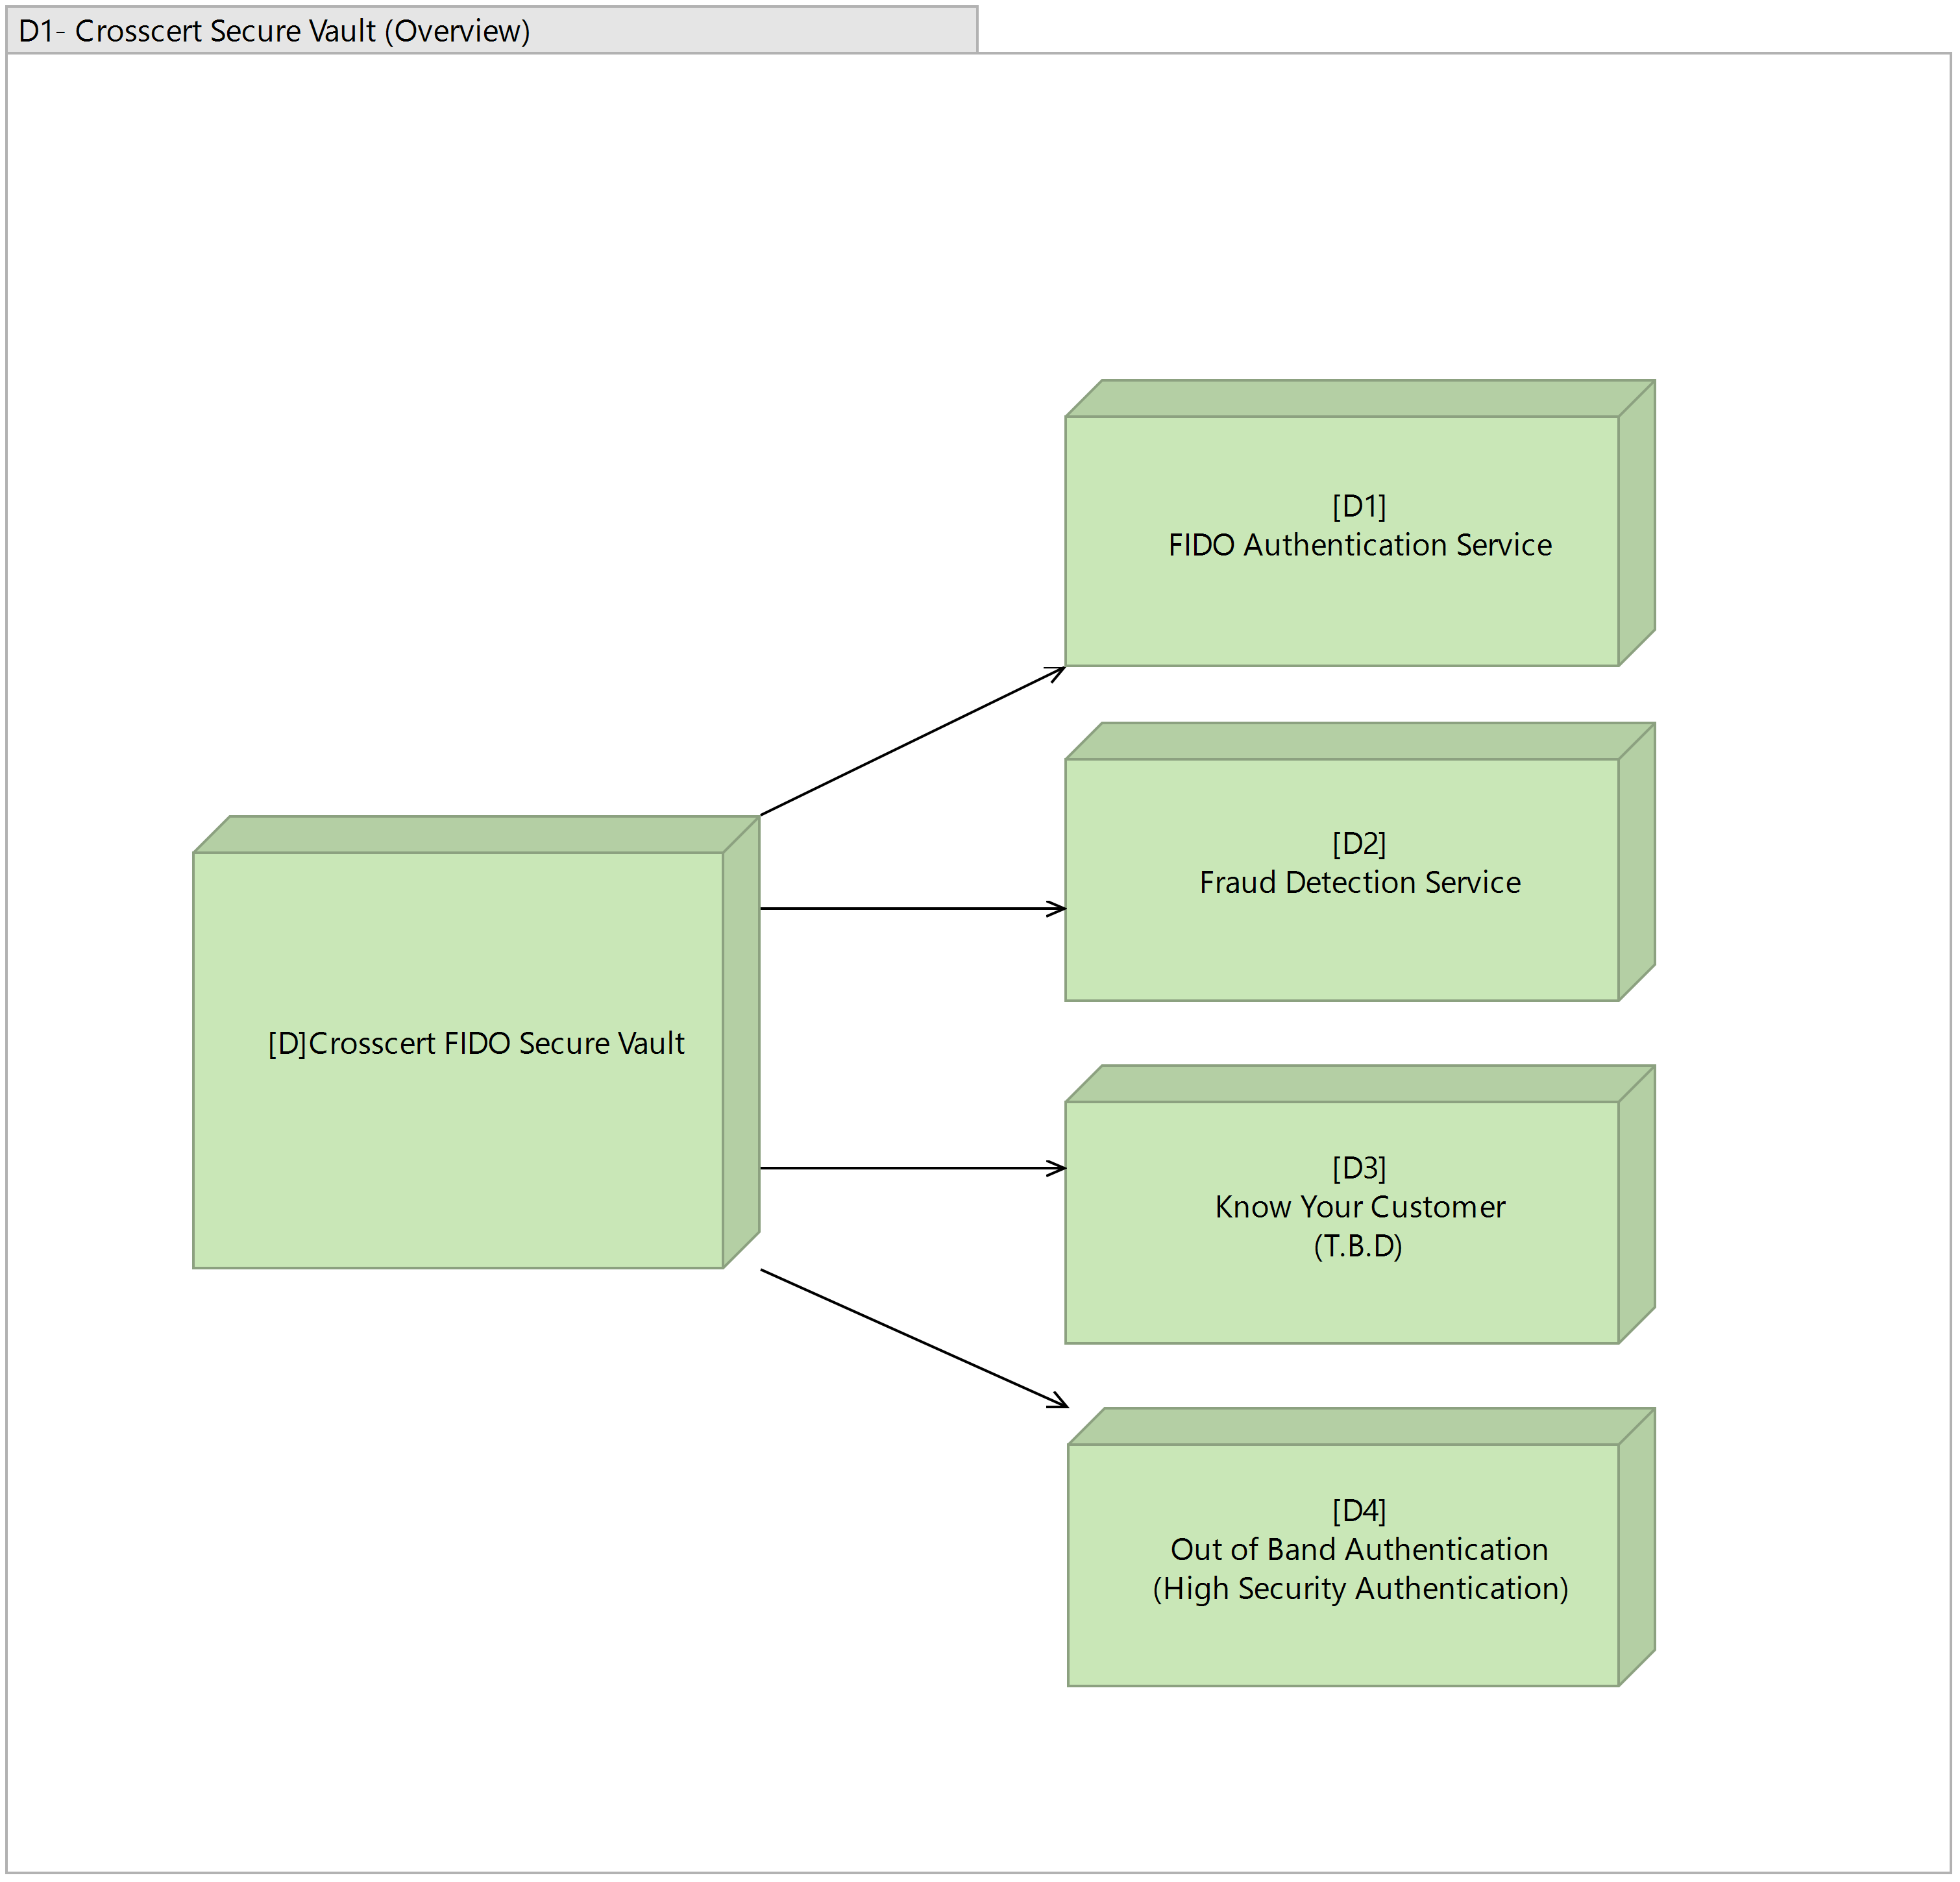 D1- Crosscert Secure Vault (Overview)
[D1]
FIDO Authentication Service
[D2]
Fraud Detection Service
[D]Crosscert FIDO Secure Vault
[D3]
Know Your Customer
(T.B.D)
[D4]
Out of Band Authentication
(High Security Authentication)